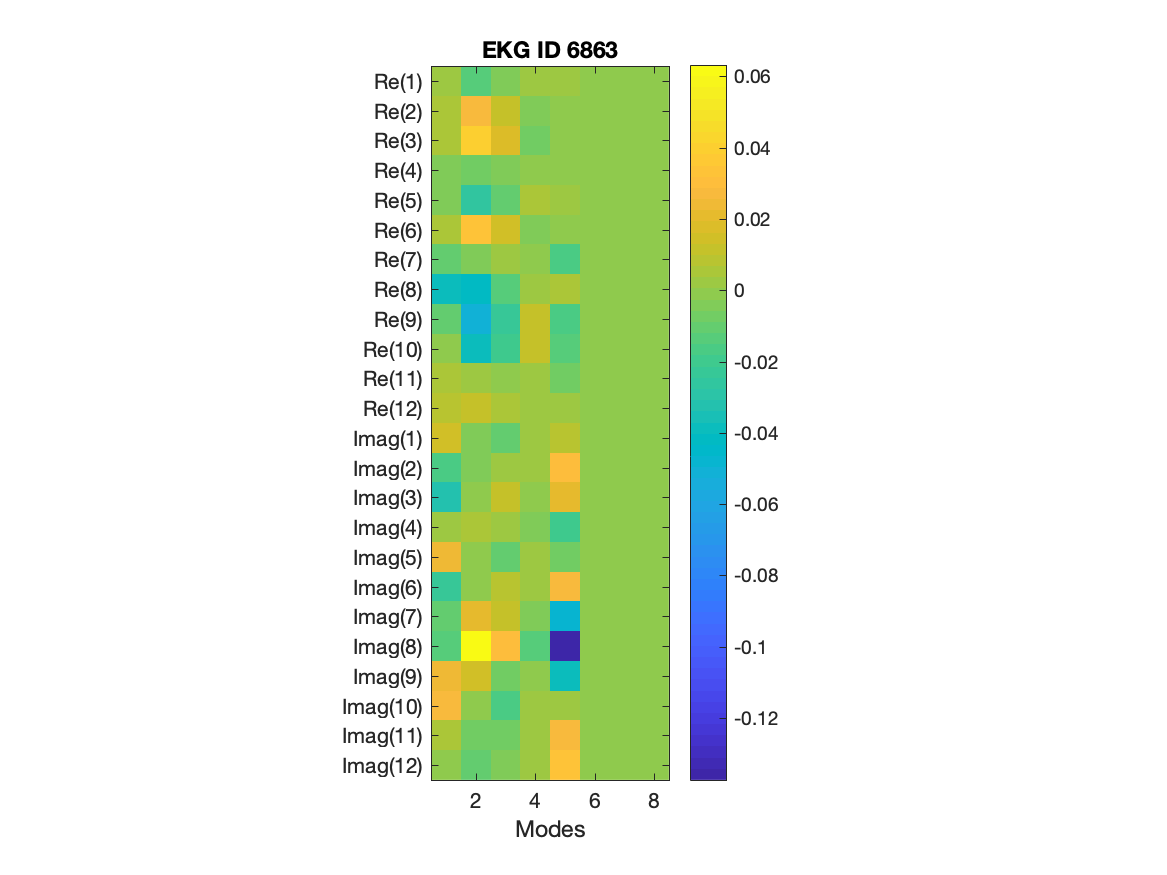 EKG ID 6863
Re(1)
Re(2)
Re(3)
Re(4)
Re(5)
Re(6)
Re(7)
Re(8)
Re(9)
Re(10)
Re(11)
Re(12)
Imag(1)
Imag(2)
Imag(3)
Imag(4)
Imag(5)
Imag(6)
Imag(7)
Imag(8)
Imag(9)
Imag(10)
Imag(11)
Imag(12)
2 4 6 8
Modes
0.06
0.04
0.02
0
-0.02
-0.04
-0.06
-0.08
-0.1
-0.12